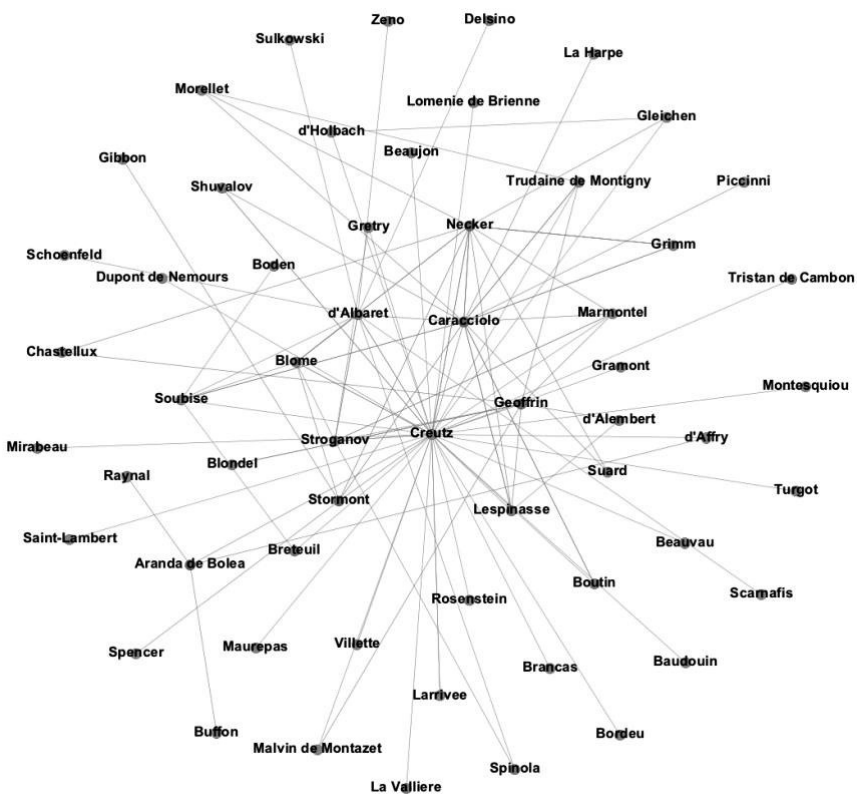 Zeno
Delsino
Sulkowski
La Harpe
Morellet
Lomenie de Brienne
Gleichen
d'Holbach
Beaujon
Gibbon
Shuvalov
Trudaine de Montigny
Piccinni
Gretry
Necker
Grimm
Schoenfeld
Boden
Dupont de Nemours
Tristan de Cambon
d'Albaret
Caracciolo
Marmontel
Chastellux
Blome
Gramont
Montesquiou
Soubise
Geoffrin
d'Alembert
Creutz
d'Affry
Stroganov
Mirabeau
Blondel
Suard
Raynal
Turgot
Stormont
Lespinasse
Saint-Lambert
Breteuil
Beauvau
Aranda de Bolea
Boutin
Scarnafis
Rosenstein
Spencer
Maurepas
Villette
Brancas
Baudouin
Larrivee
Buffon
Bordeu
Malvin de Montazet
Spinola
La Valliere